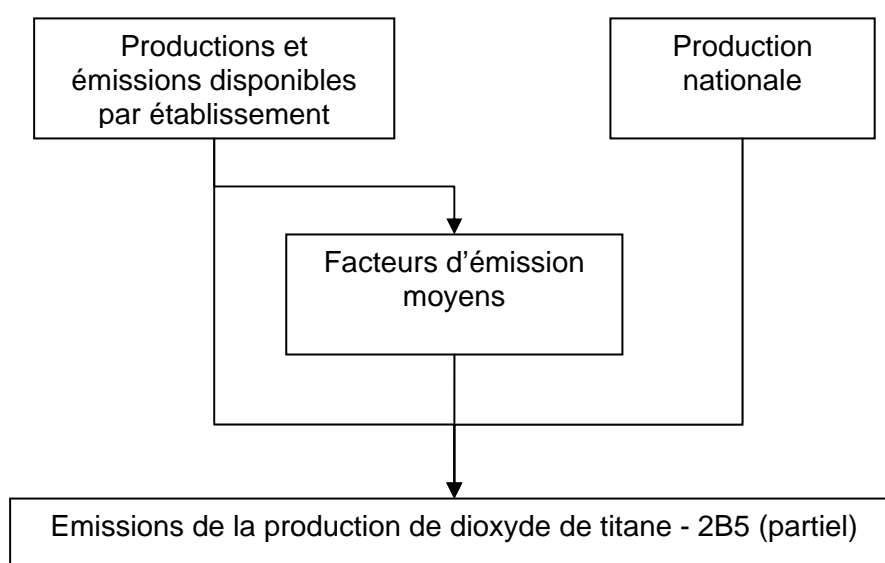 Productions et
émissions disponibles
par établissement
Production
nationale
Facteurs d’émission
moyens
Emissions de la production de dioxyde de titane - 2B5 (partiel)